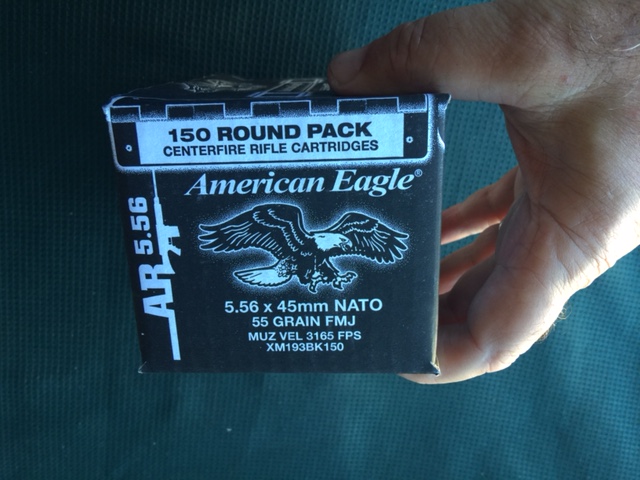 150 ROUND PACK
CENTERFIRE RIFLE CARTRIDGES
American Eagle®
AR 5.56
5.56 x 45mm NATO
55 GRAIN FMJ
MUZ VEL 3165 FPS
XM193BK150